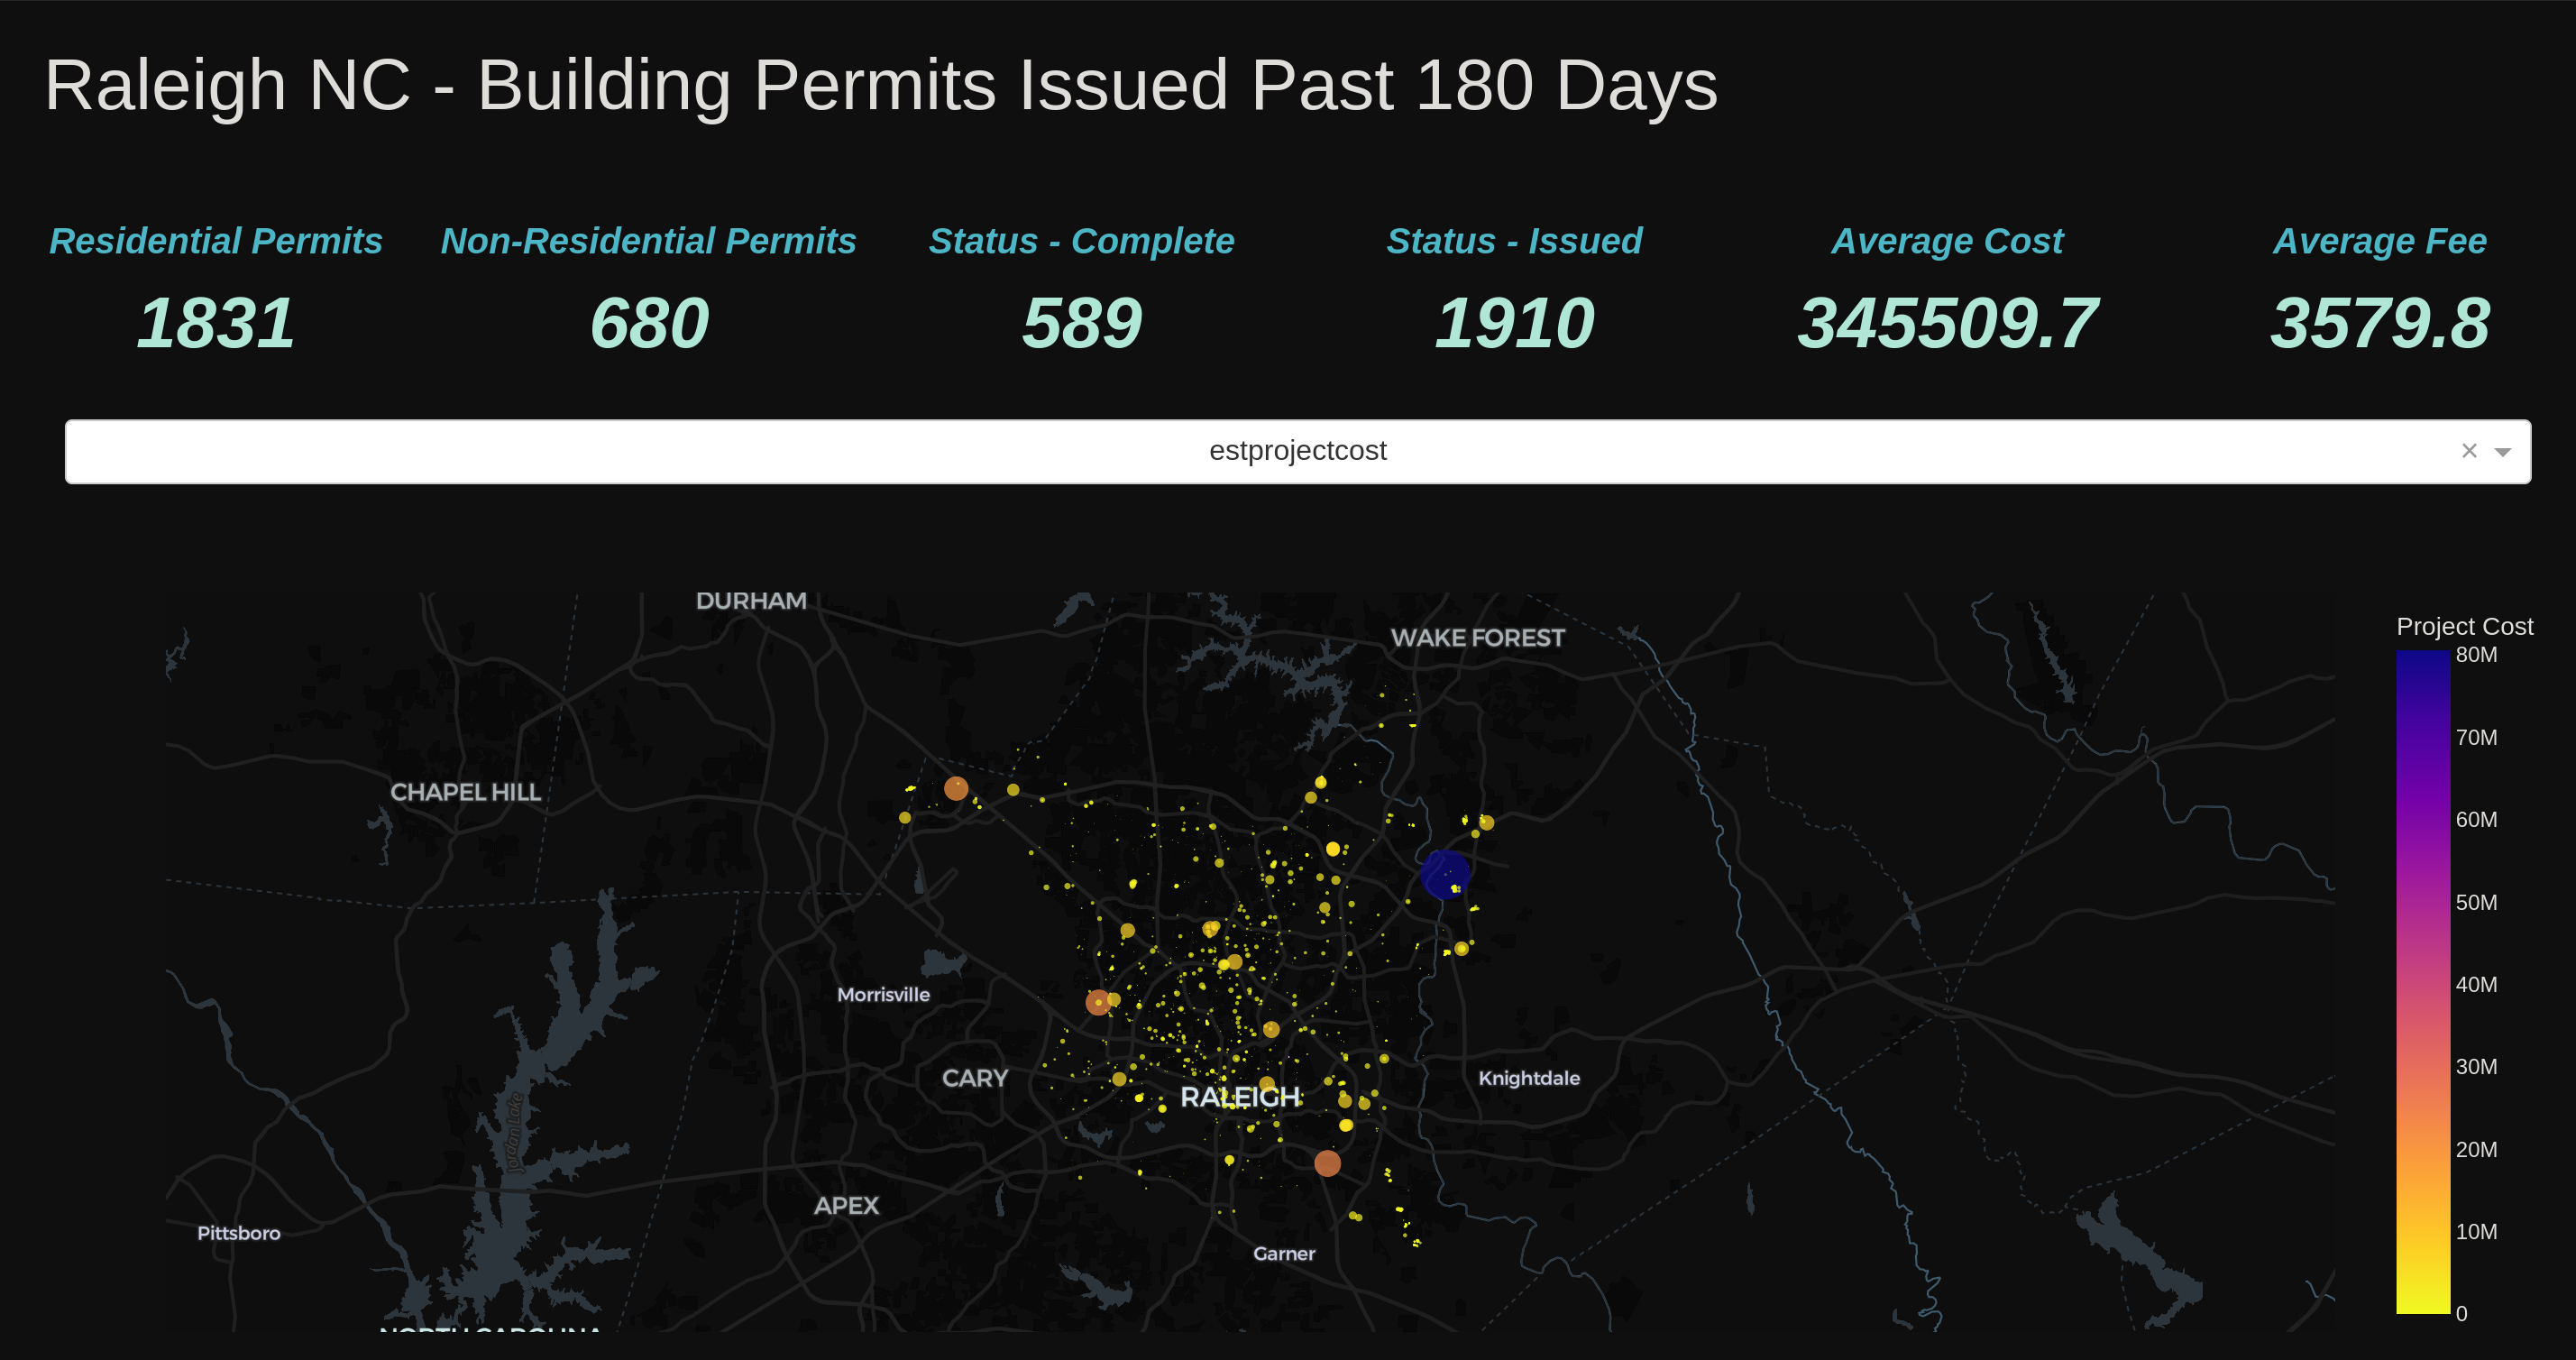 Raleigh NC - Building Permits Issued Past 180 Days
Residential Permits
1831
Non-Residential Permits
680
Status - Complete
589
Status - Issued
1910
Average Cost
345509.7
Average Fee
3579.8
estprojectcost
×
DURHAM
WAKE FOREST
CHAPEL HILL
Morrisville
CARY
RALEIGH
Knightdale
Jordan Lake
APEX
Pittsboro
Garner
NORTH CAROLINA
Project Cost
80M
70M
60M
50M
40M
30M
20M
10M
0